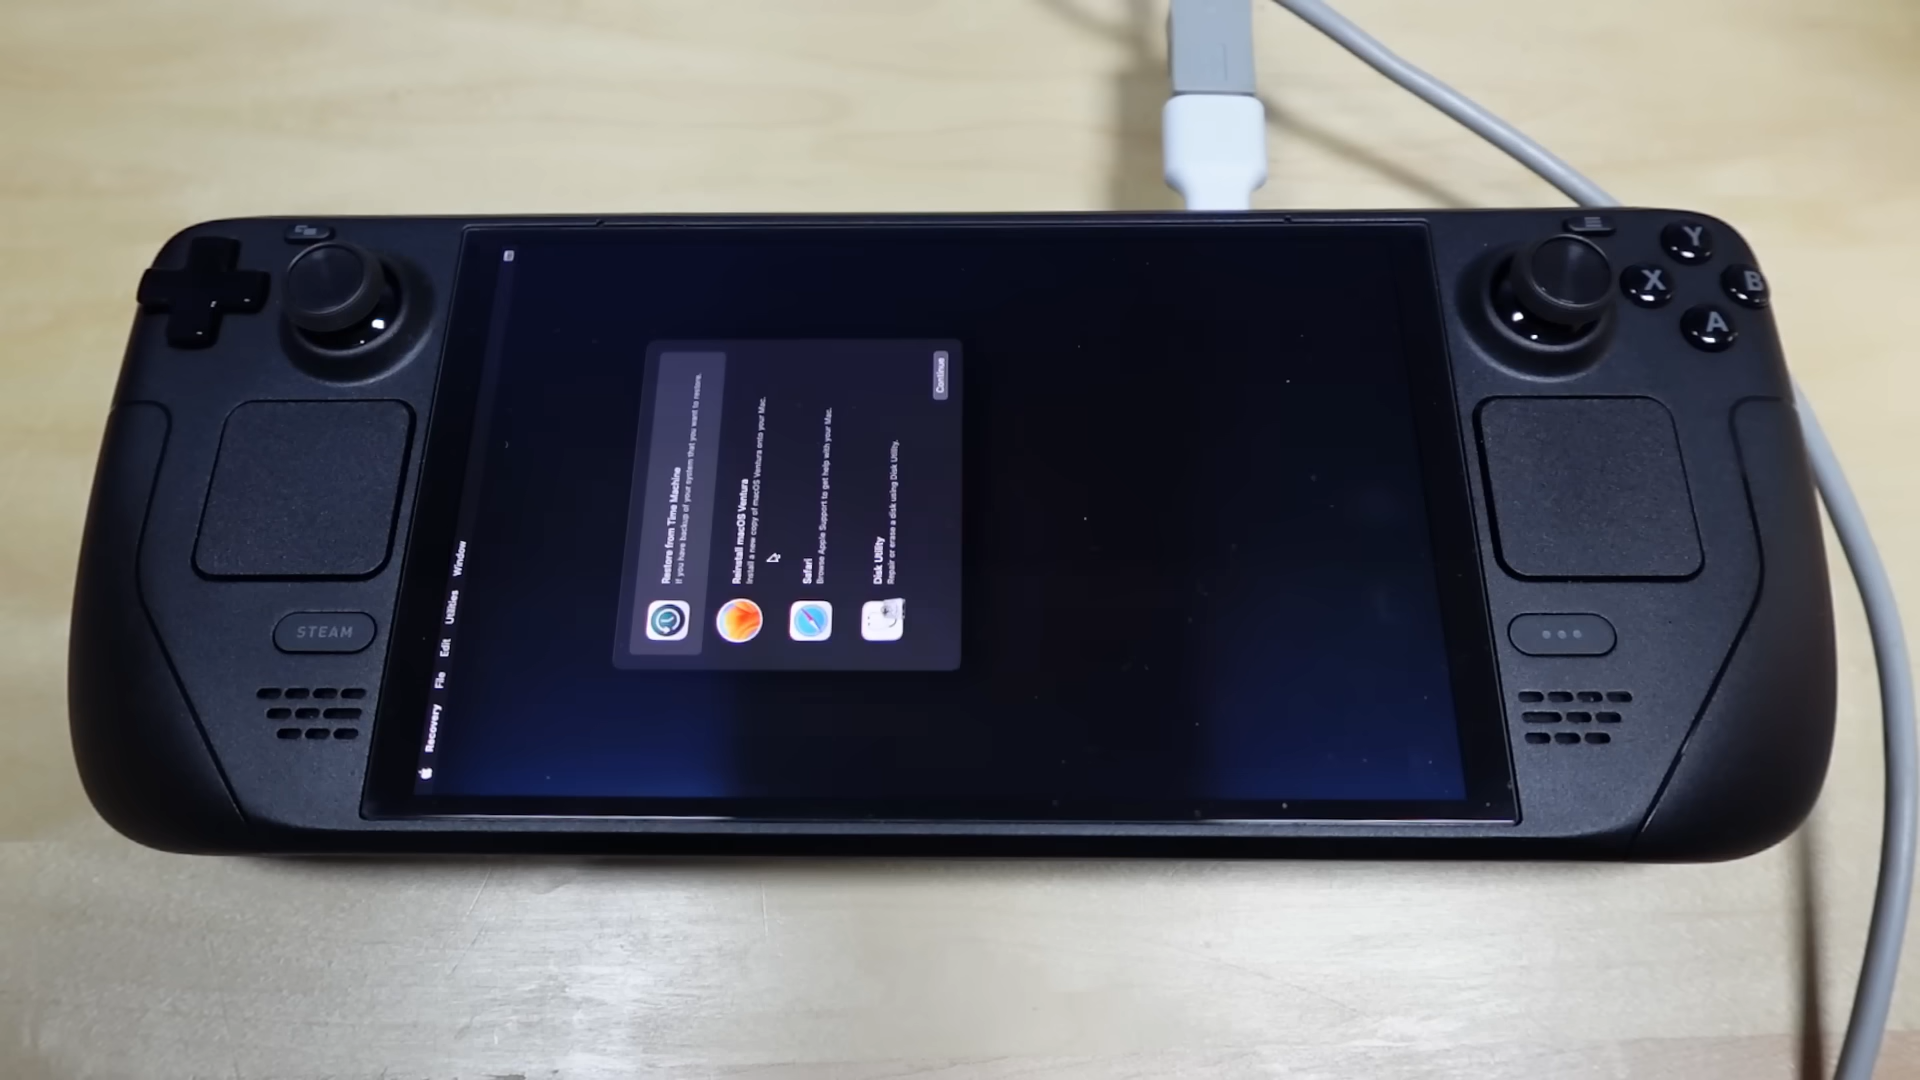 Recovery File Edit Utilities Window
Restore from Time Machine
If you have backup of your system that you want to restore.
Reinstall macOS Ventura
Install a new copy of macOS Ventura onto your Mac.
Safari
Browse Apple Support to get help with your Mac.
Disk Utility
Repair or erase a disk using Disk Utility.
Continue
STEAM
Y
X
B
A